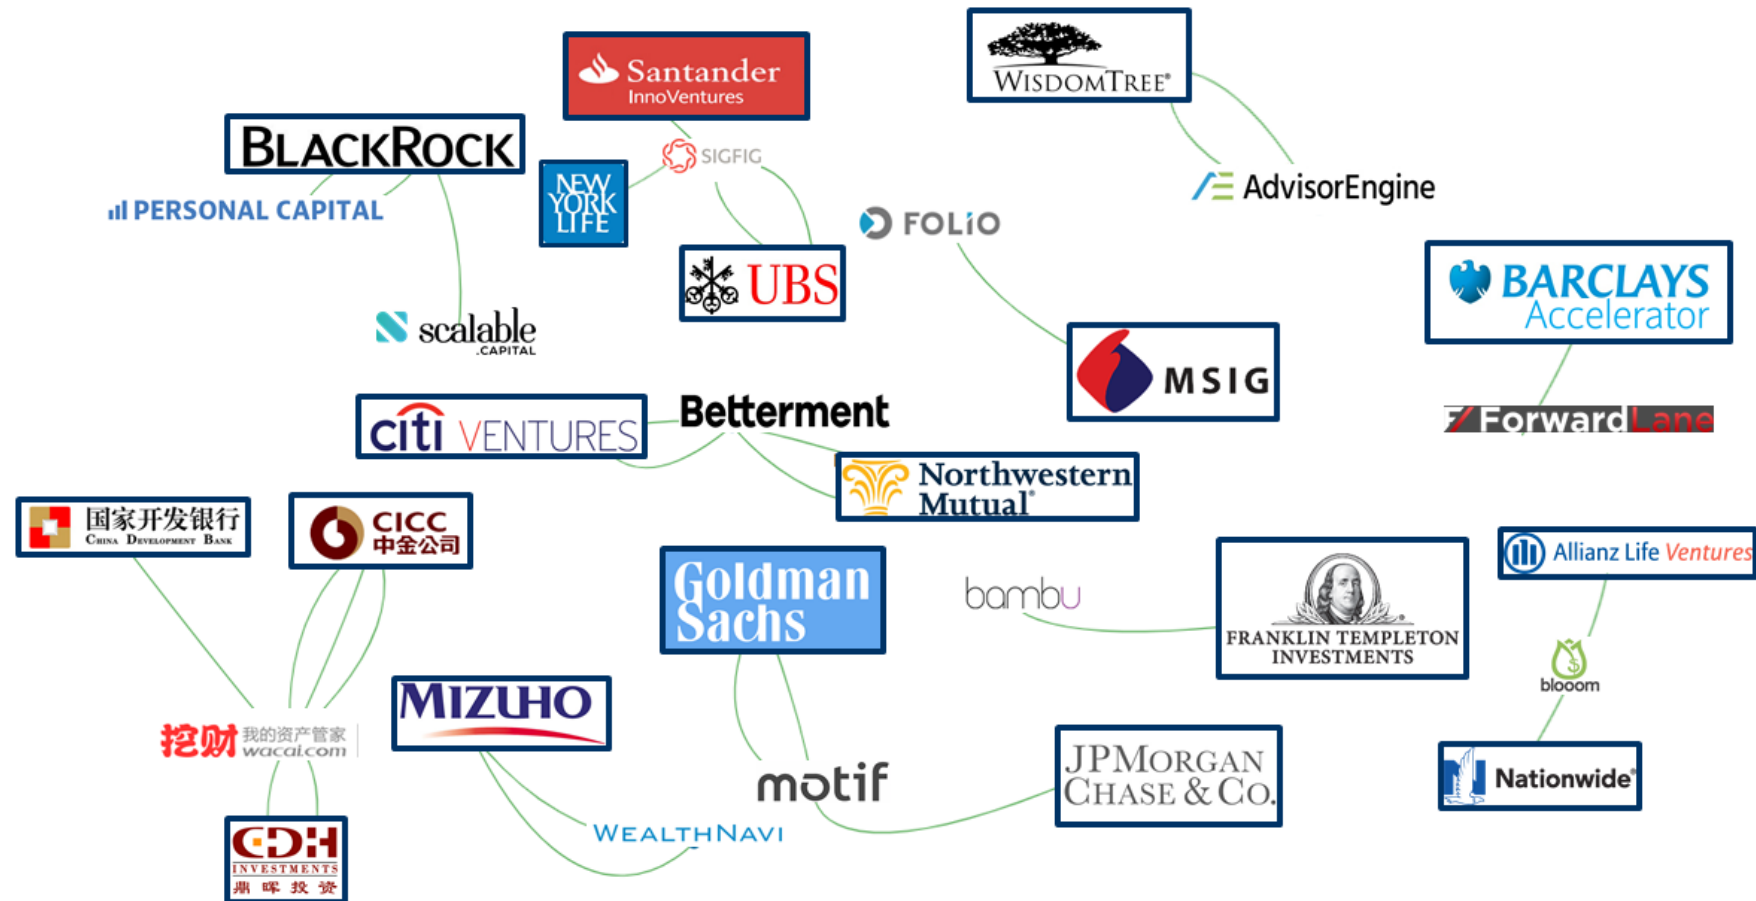 Santander
InnoVentures
WISDOMTREE®
BLACKROCK
SIGFIG
PERSONAL CAPITAL
NEW
YORK
LIFE
AdvisorEngine
FOLiO
UBS
BARCLAYS
Accelerator
scalable
.CAPITAL
MSIG
citi VENTURES
Betterment
ForwardLane
Northwestern
Mutual®
国家开发银行
CHINA DEVELOPMENT BANK
CICC
中金公司
Goldman
Sachs
bambu
FRANKLIN TEMPLETON
INVESTMENTS
Allianz Life Ventures
blooom
MIZUHO
挖财 我的资产管家
wacai.com
motif
JPMORGAN
CHASE & CO.
N Nationwide®
WEALTHNAVI
CDH
INVESTMENTS
鼎晖投资